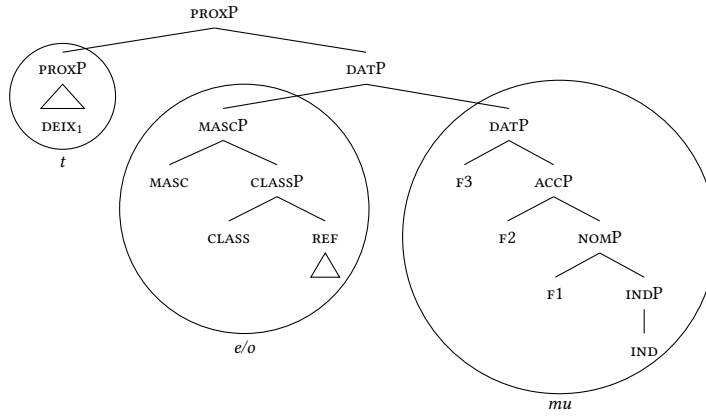 PROXP
PROXP DATP
DEIX₁ MASCP DATP
t
MASC CLASSP F3 ACCP
CLASS REF F2 NOMP
F1 INDP
e/o IND
mu